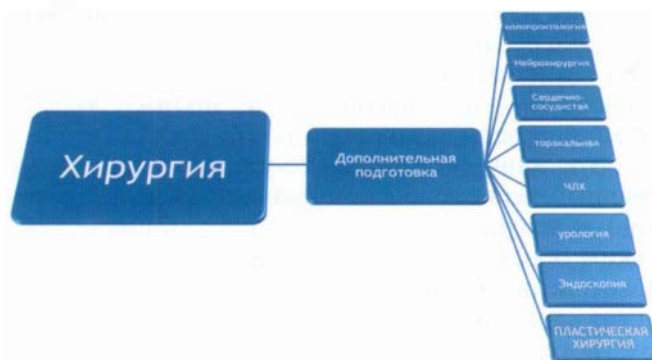 Хирургия
Дополнительная
подготовка
колопроктология
Нейрохирургия
Сердечно-
сосудистая
торакальная
ЧЛХ
урология
Эндоскопия
ПЛАСТИЧЕСКАЯ
ХИРУРГИЯ